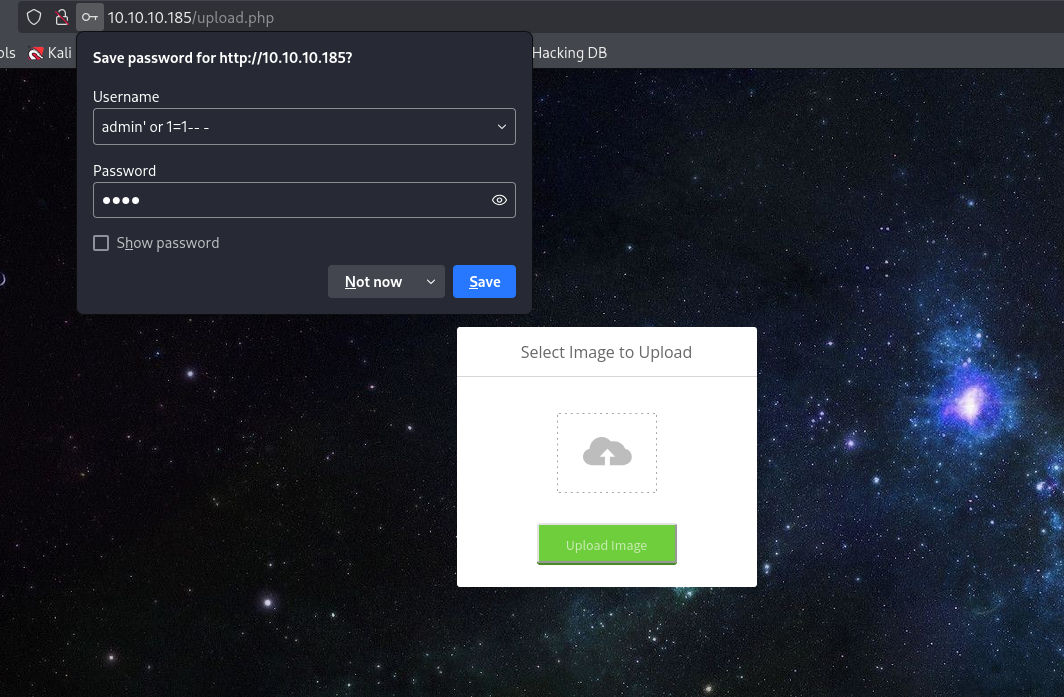 10.10.10.185/upload.php
ols Kali Hacking DB
Save password for http://10.10.10.185?
Username
admin' or 1=1-- -
Password
Show password
Not now Save
Select Image to Upload
Upload Image